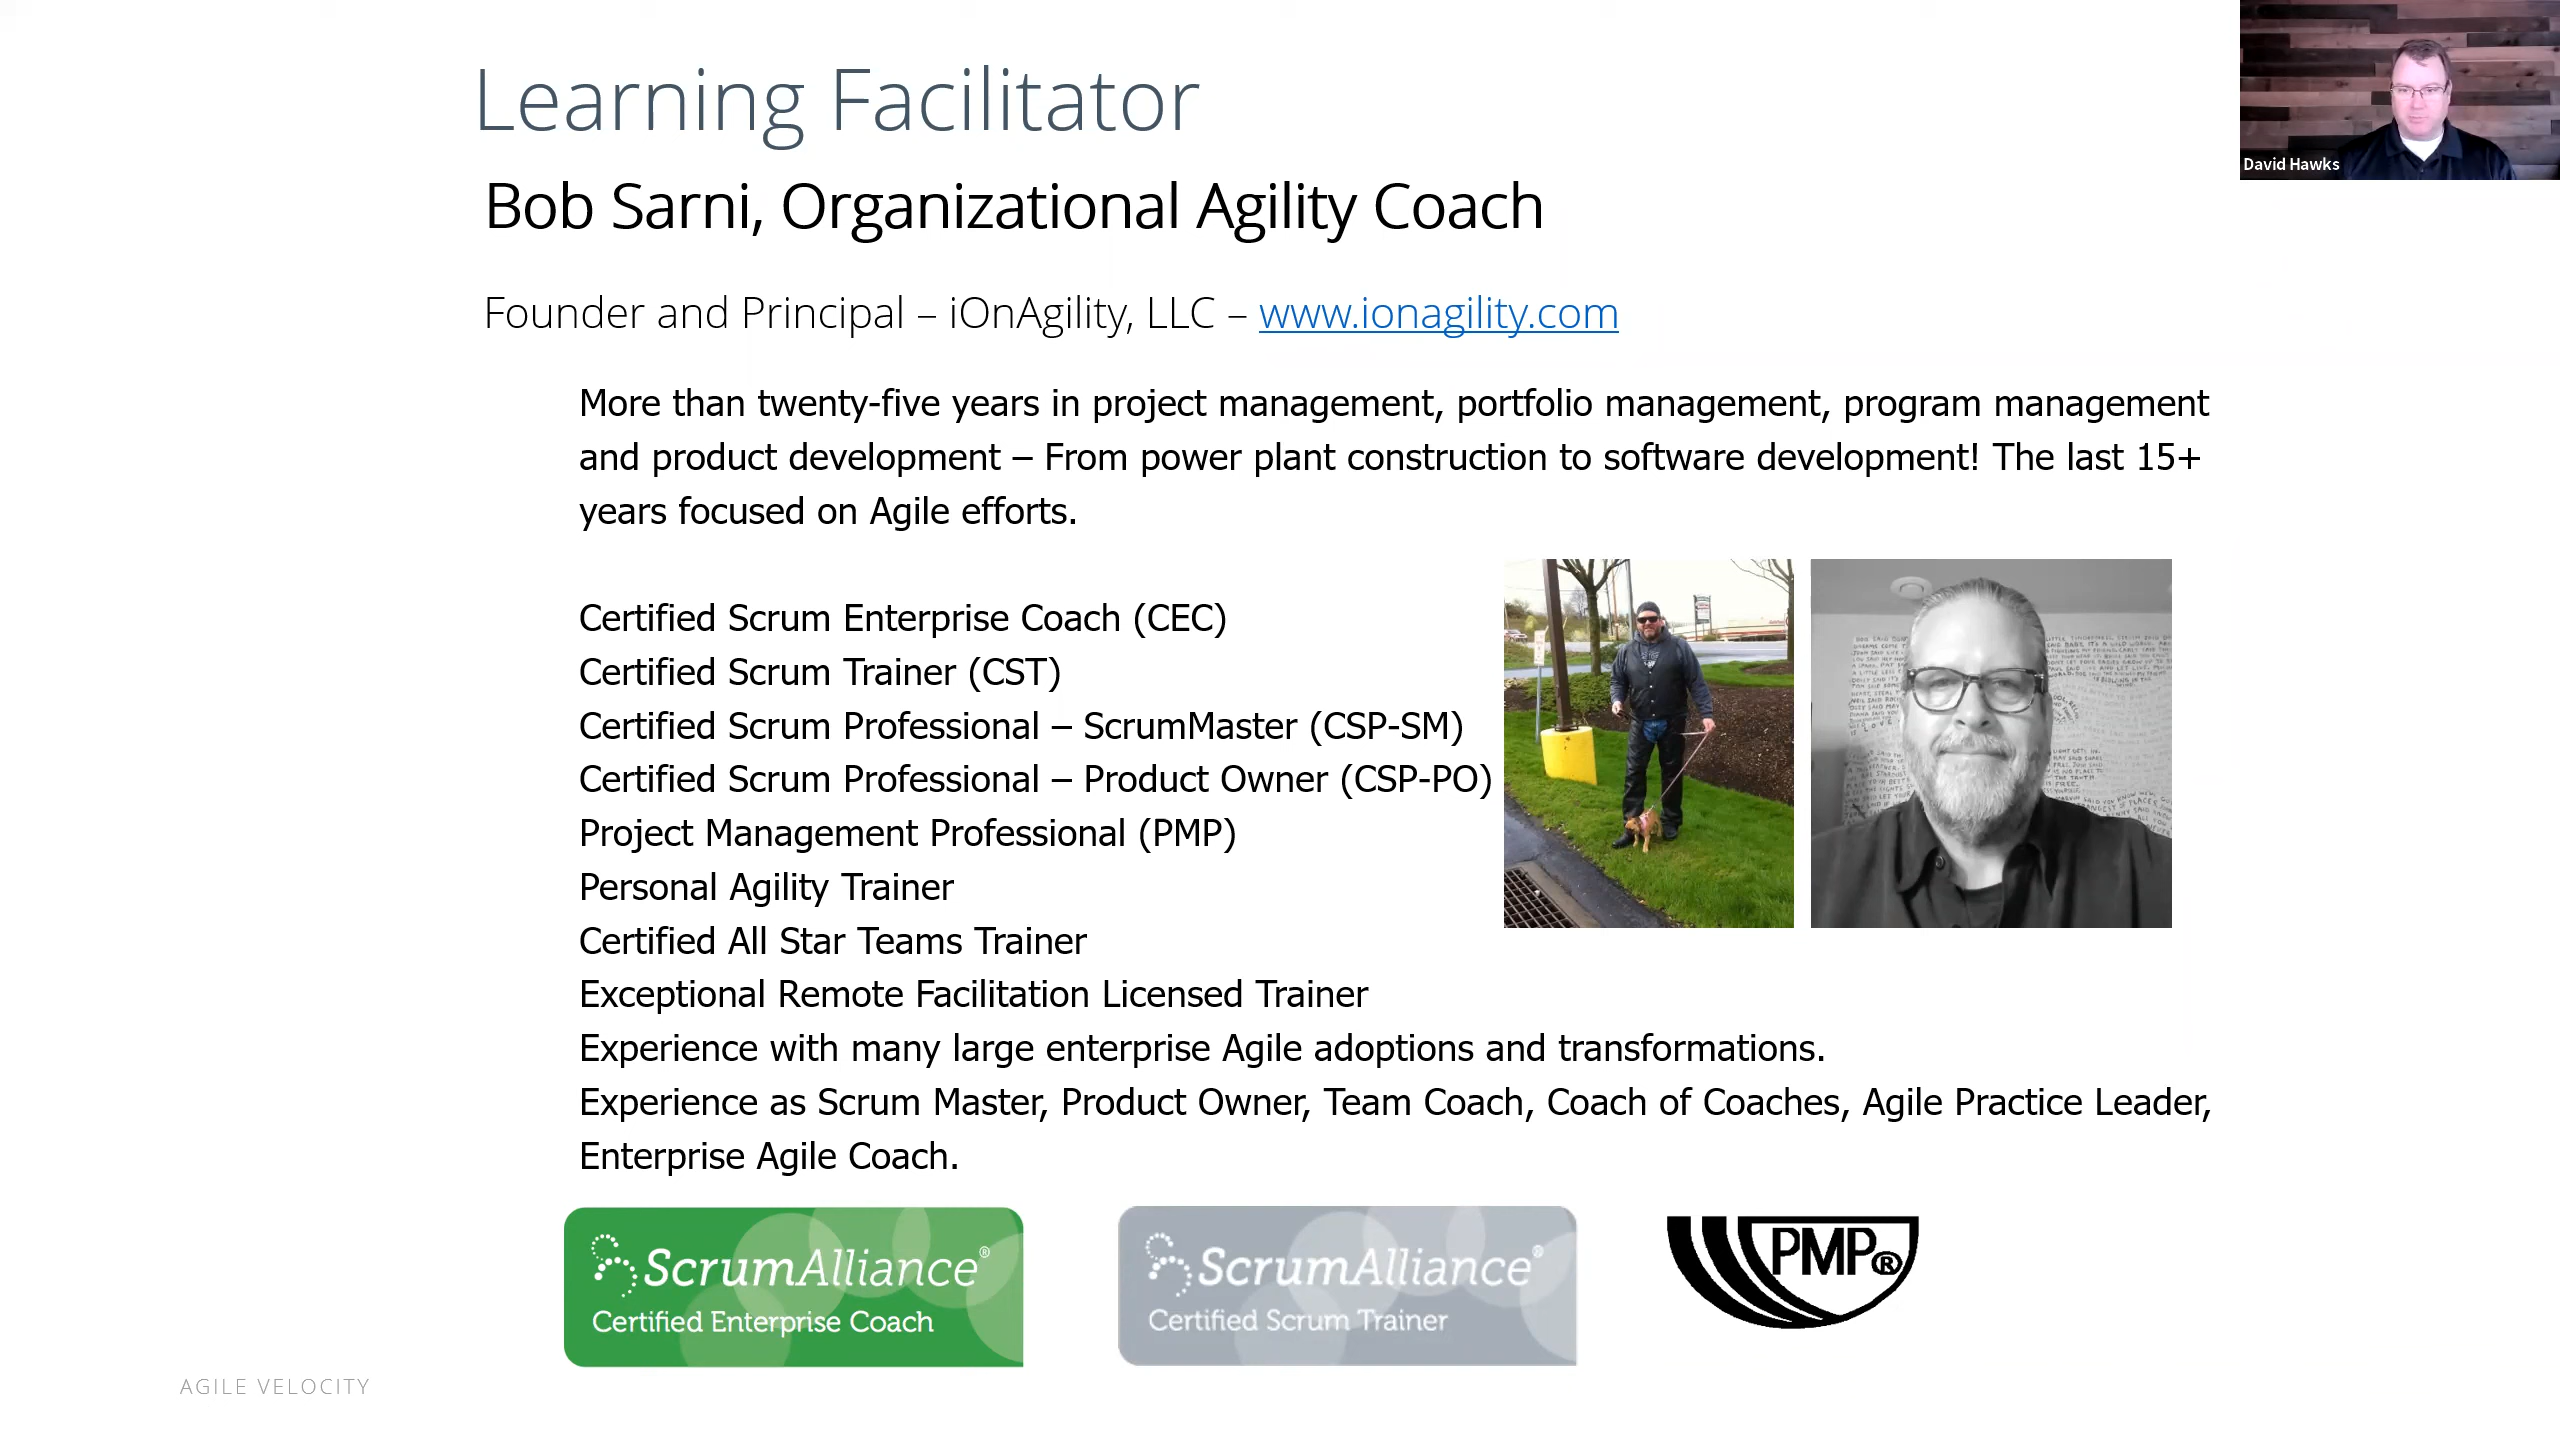 Learning Facilitator
David Hawks
Bob Sarni, Organizational Agility Coach
Founder and Principal – iOnAgility, LLC – www.ionagility.com
More than twenty-five years in project management, portfolio management, program management
and product development – From power plant construction to software development! The last 15+
years focused on Agile efforts.
Certified Scrum Enterprise Coach (CEC)
Certified Scrum Trainer (CST)
Certified Scrum Professional – ScrumMaster (CSP-SM)
Certified Scrum Professional – Product Owner (CSP-PO)
Project Management Professional (PMP)
Personal Agility Trainer
Certified All Star Teams Trainer
Exceptional Remote Facilitation Licensed Trainer
Experience with many large enterprise Agile adoptions and transformations.
Experience as Scrum Master, Product Owner, Team Coach, Coach of Coaches, Agile Practice Leader,
Enterprise Agile Coach.
ScrumAlliance®
Certified Enterprise Coach
ScrumAlliance®
Certified Scrum Trainer
PMP®
AGILE VELOCITY